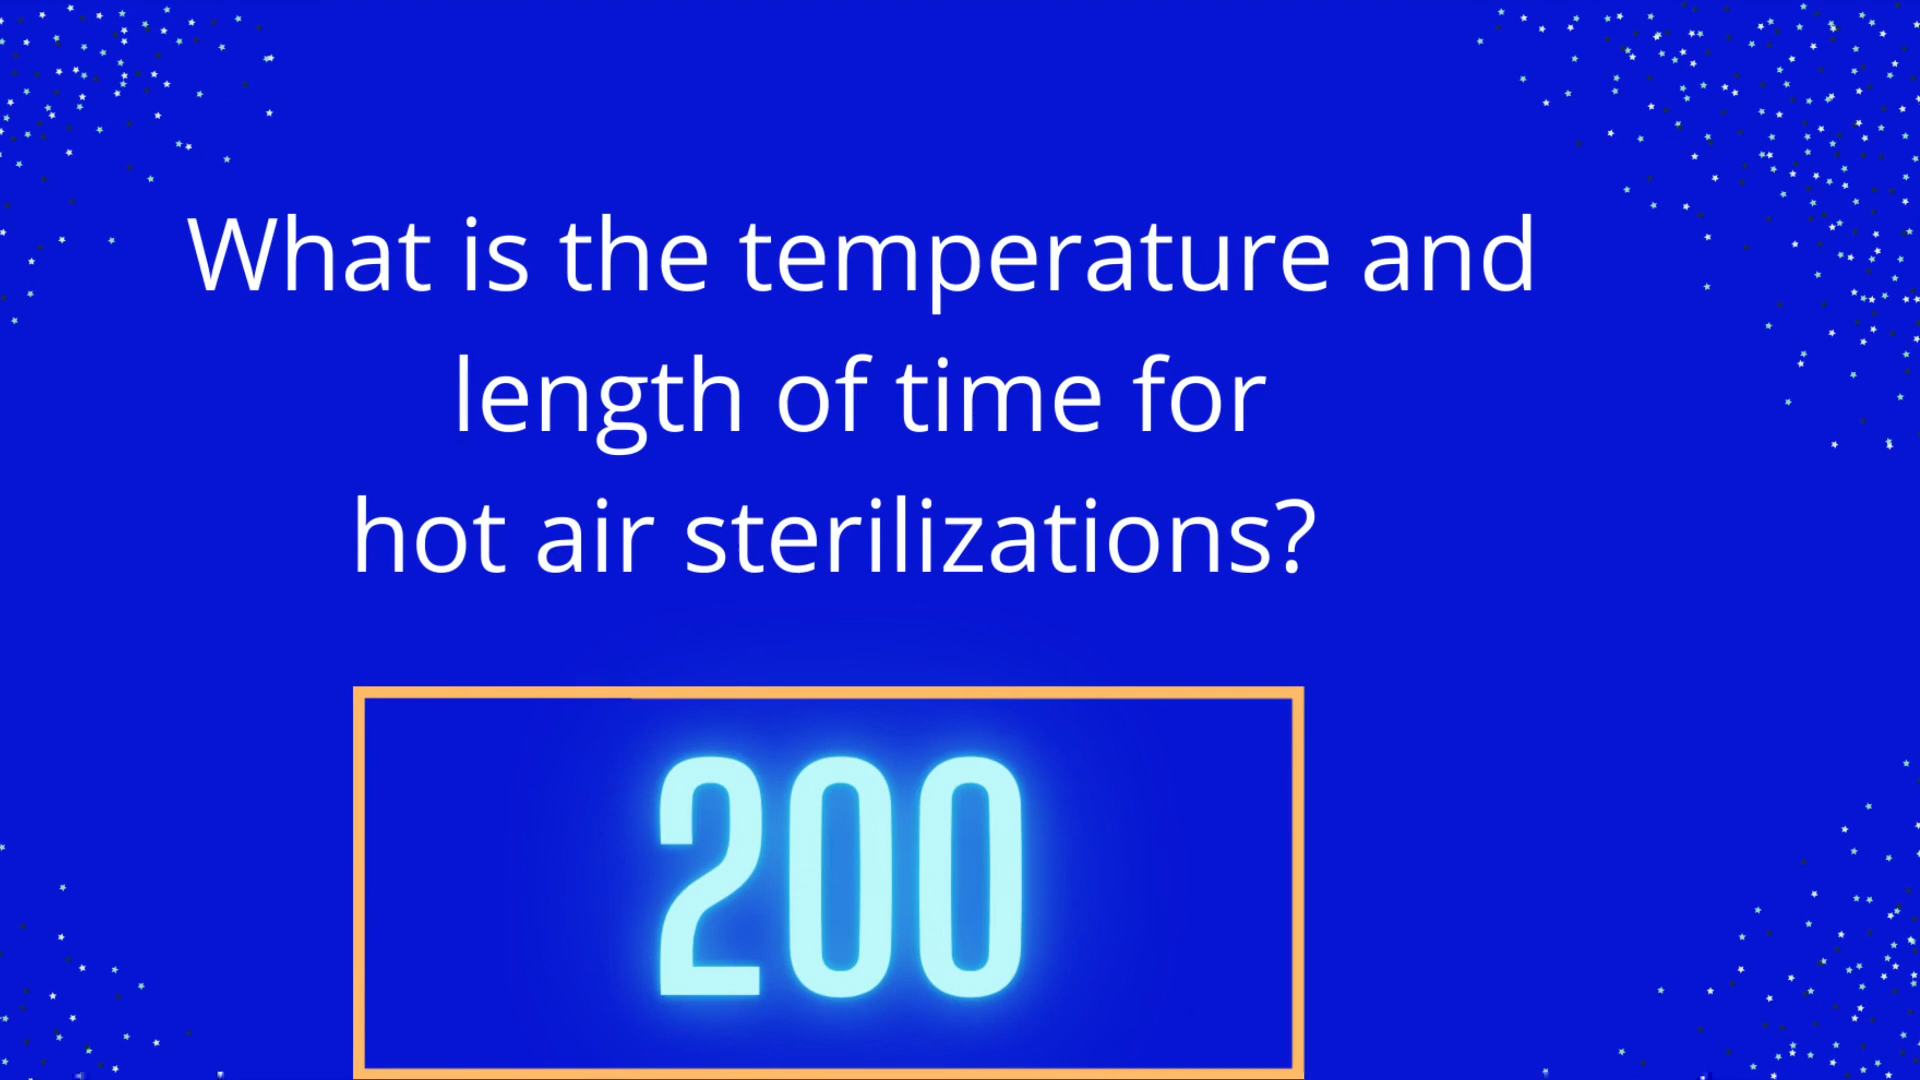 What is the temperature and
length of time for
hot air sterilizations?
200